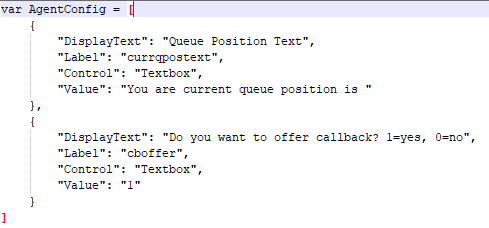 var AgentConfig = [
    {
        "DisplayText": "Queue Position Text",
        "Label": "currqpostext",
        "Control": "Textbox",
        "Value": "You are current queue position is "
    },
    {
        "DisplayText": "Do you want to offer callback? 1=yes, 0=no",
        "Label": "cboffer",
        "Control": "Textbox",
        "Value": "1"
    }
]